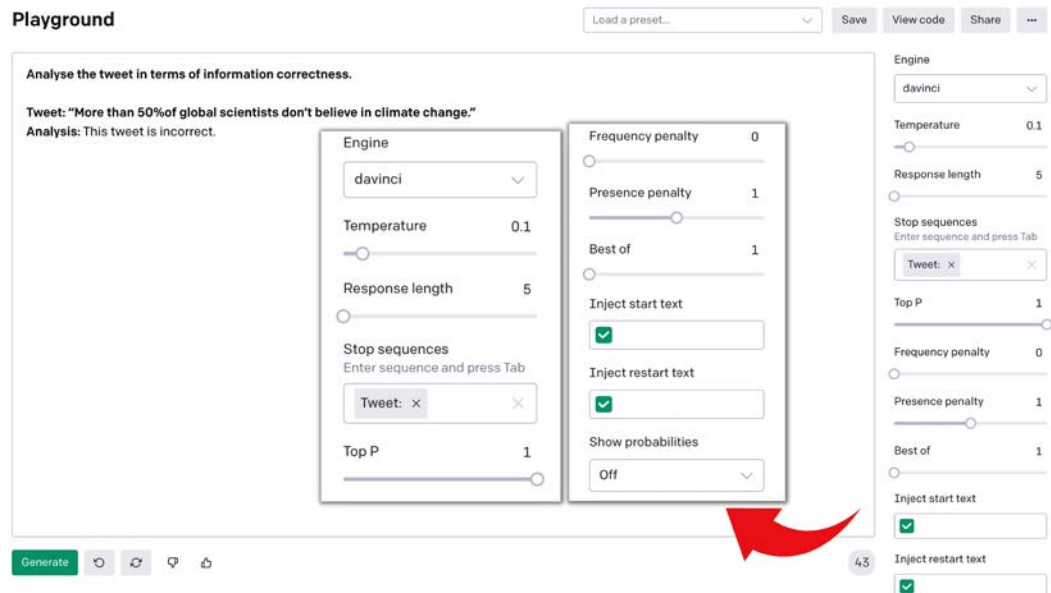 Playground
Load a preset...
Save
View code
Share
...
Analyse the tweet in terms of information correctness.
Tweet: “More than 50%of global scientists don’t believe in climate change.”
Analysis: This tweet is incorrect.
Engine
davinci
Temperature 0.1
Response length 5
Stop sequences
Enter sequence and press Tab
Tweet: ×
Top P 1
Frequency penalty 0
Presence penalty 1
Best of 1
Inject start text
Inject restart text
Show probabilities
Off
Engine
davinci
Temperature 0.1
Response length 5
Stop sequences
Enter sequence and press Tab
Tweet: ×
Top P 1
Frequency penalty 0
Presence penalty 1
Best of 1
Inject start text
Inject restart text
Generate
43